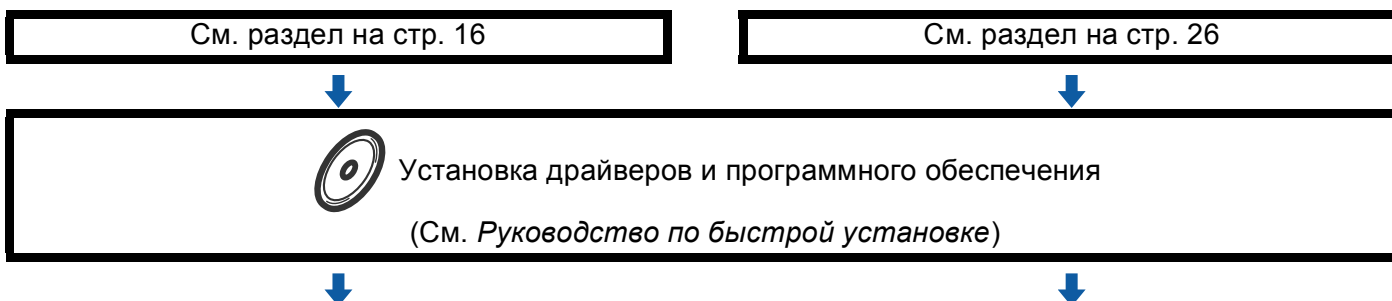 См. раздел на стр. 16
См. раздел на стр. 26
Установка драйверов и программного обеспечения
(См. Руководство по быстрой установке)